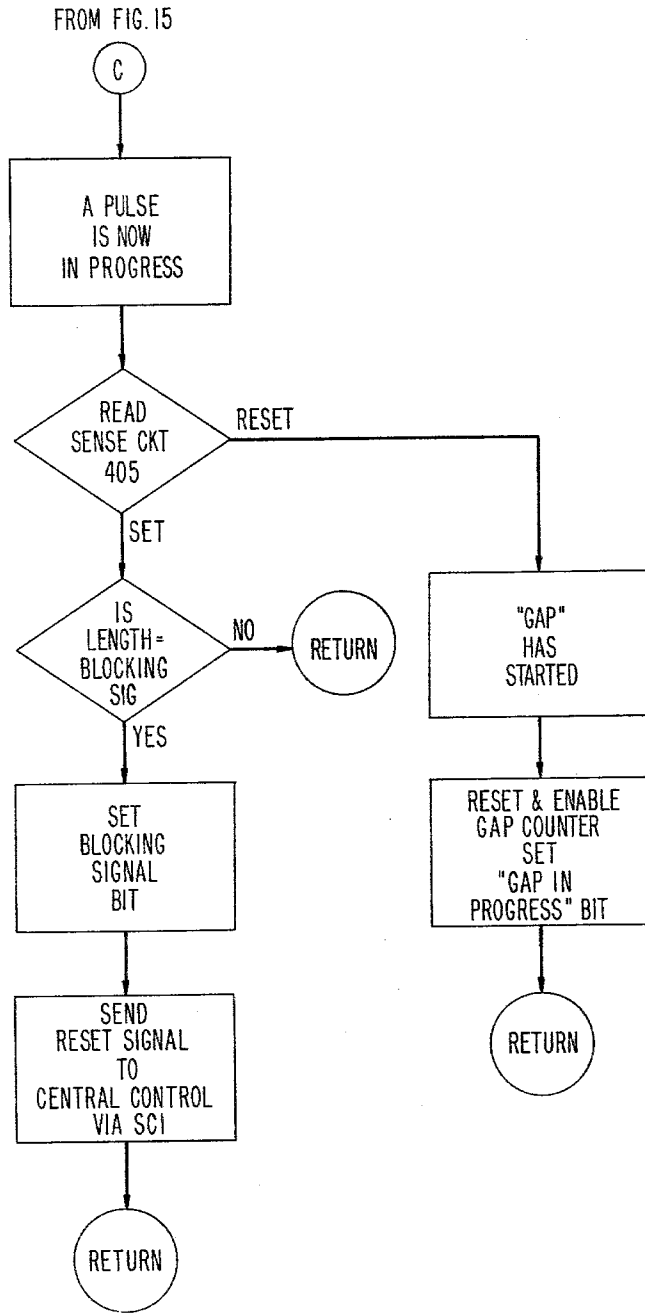 FROM FIG. 15
C
A PULSE
IS NOW
IN PROGRESS
READ
SENSE CKT
405
RESET
SET
IS
LENGTH=
BLOCKING
SIG
NO
RETURN
YES
"GAP"
HAS
STARTED
SET
BLOCKING
SIGNAL
BIT
RESET & ENABLE
GAP COUNTER
SET
"GAP IN
PROGRESS" BIT
SEND
RESET SIGNAL
TO
CENTRAL CONTROL
VIA SCI
RETURN
RETURN